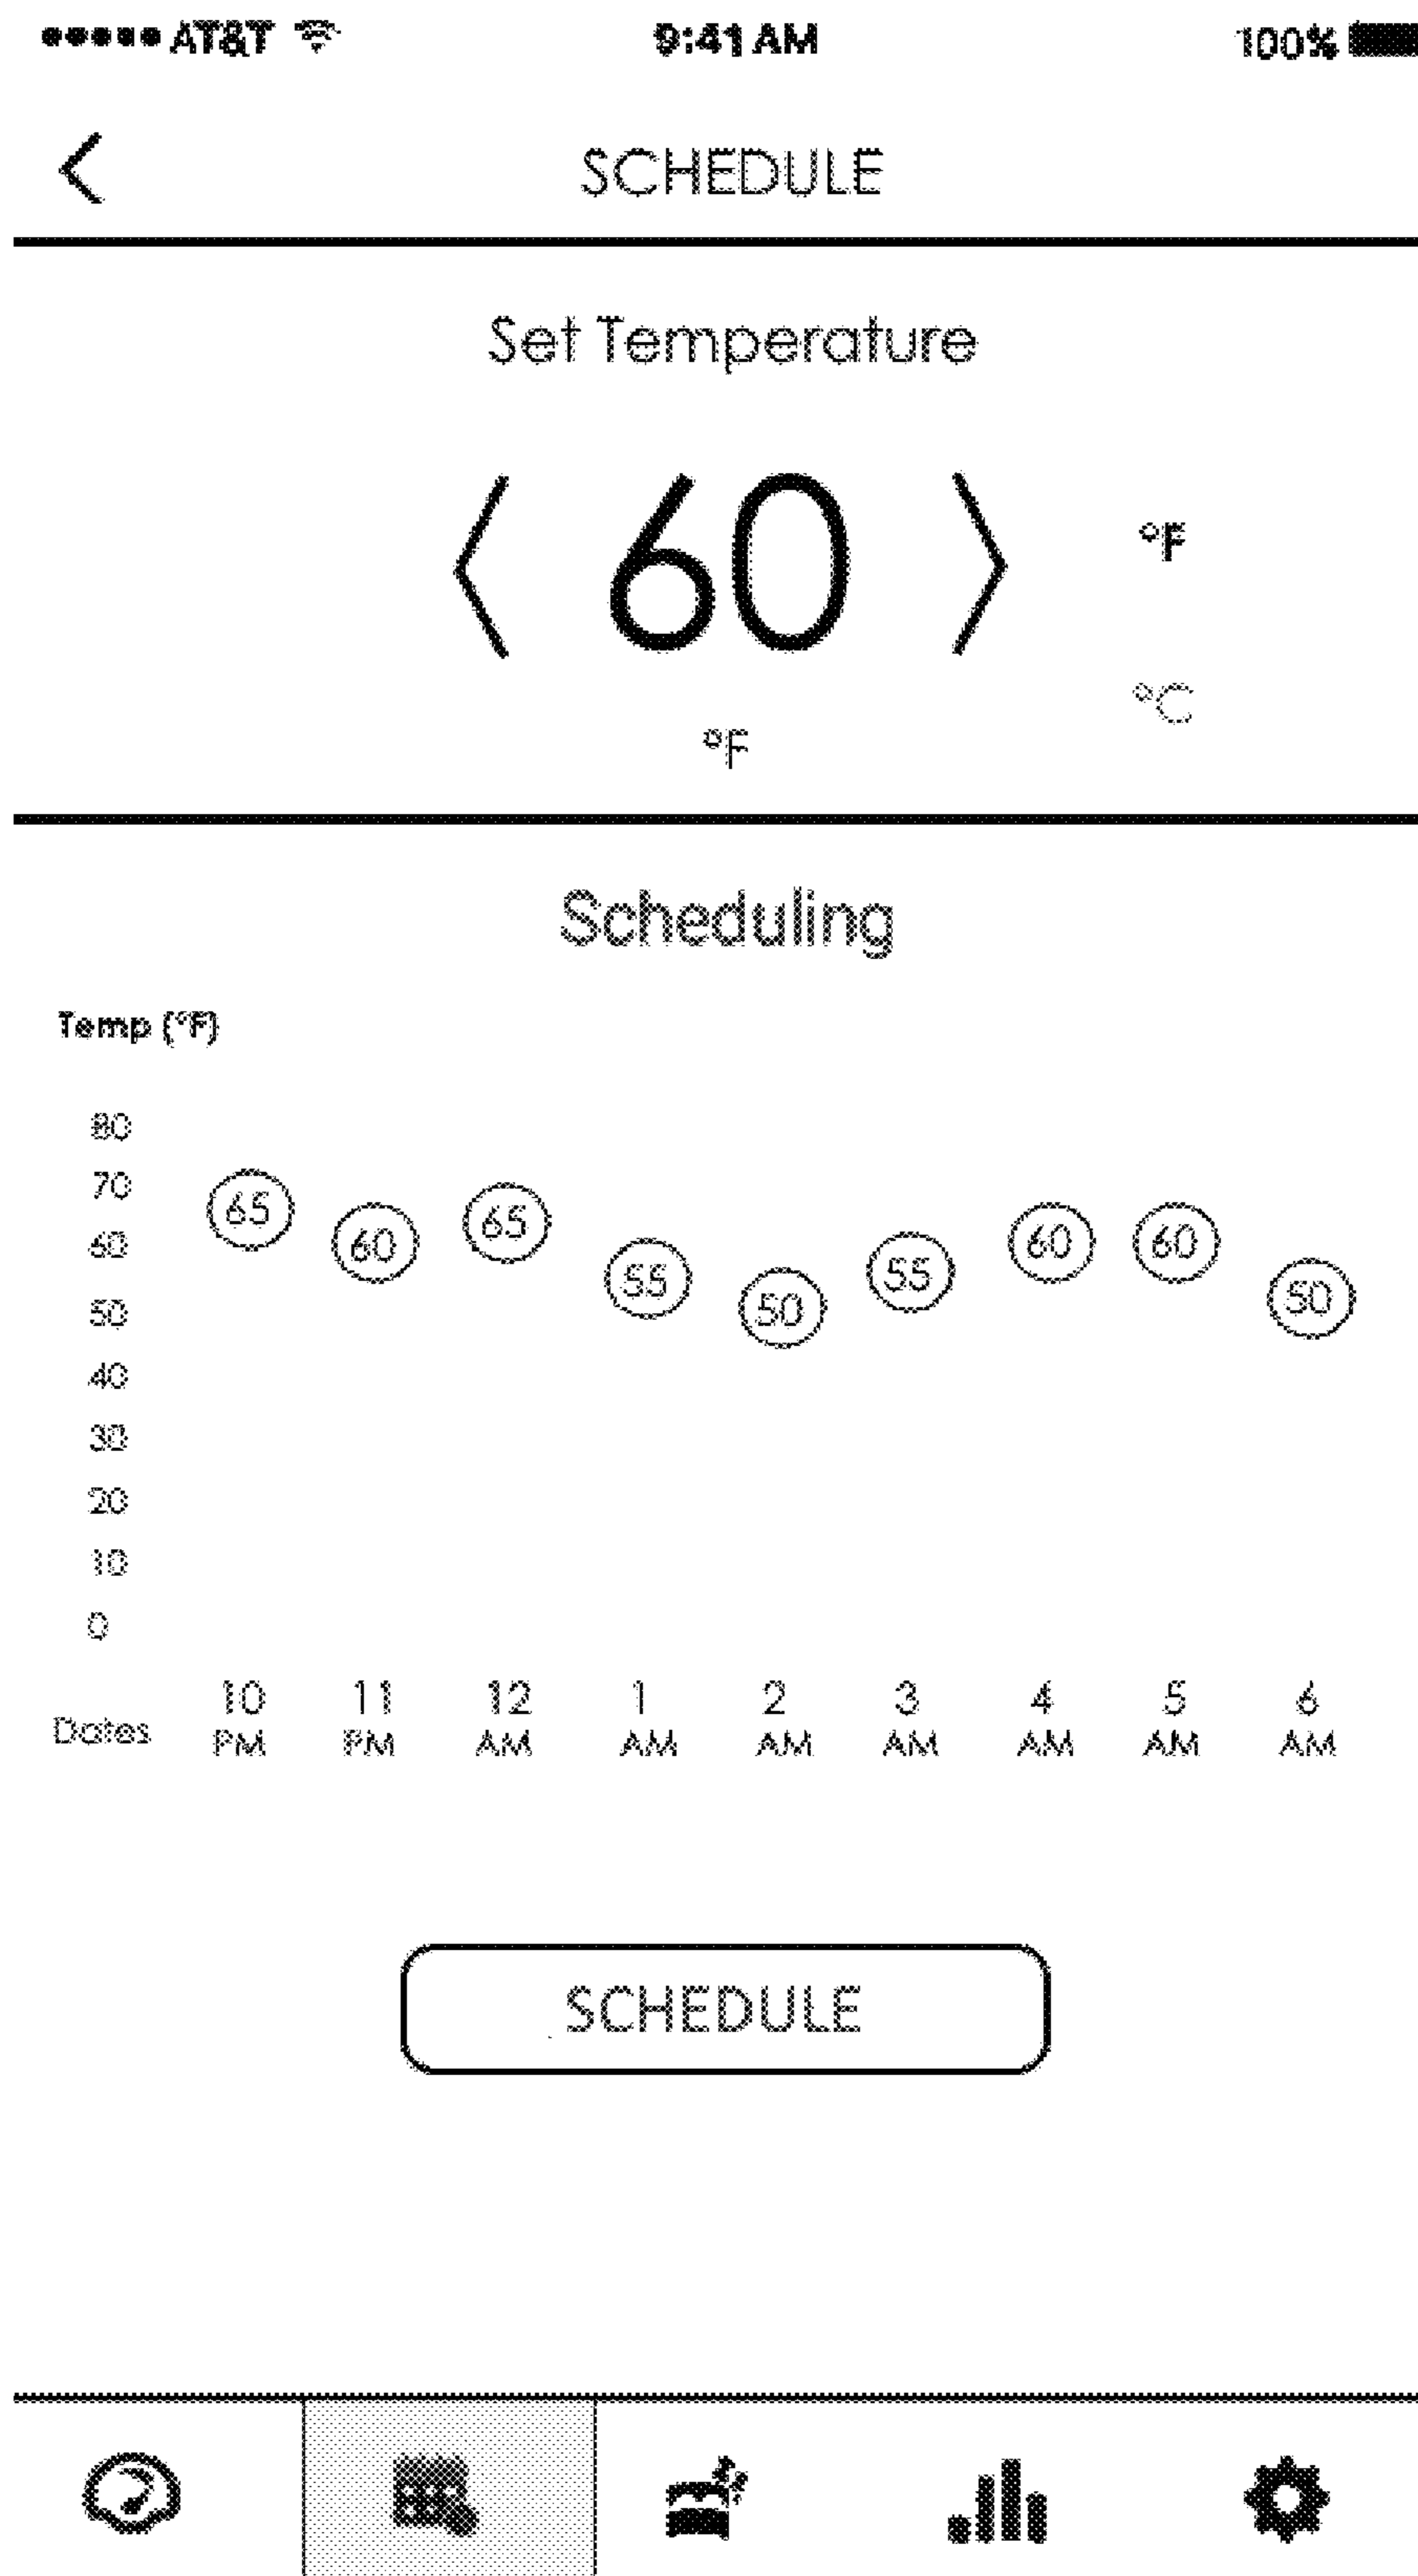 AT&T 9:41 AM 100%
SCHEDULE
Set Temperature
60
°F
°C
°F
Scheduling
Temp (°F)
80
70
60
50
40
30
20
10
0
65 60 65 55 50 55 60 60 50
10 11 12 1 2 3 4 5 6
Dates PM PM AM AM AM AM AM AM AM
SCHEDULE